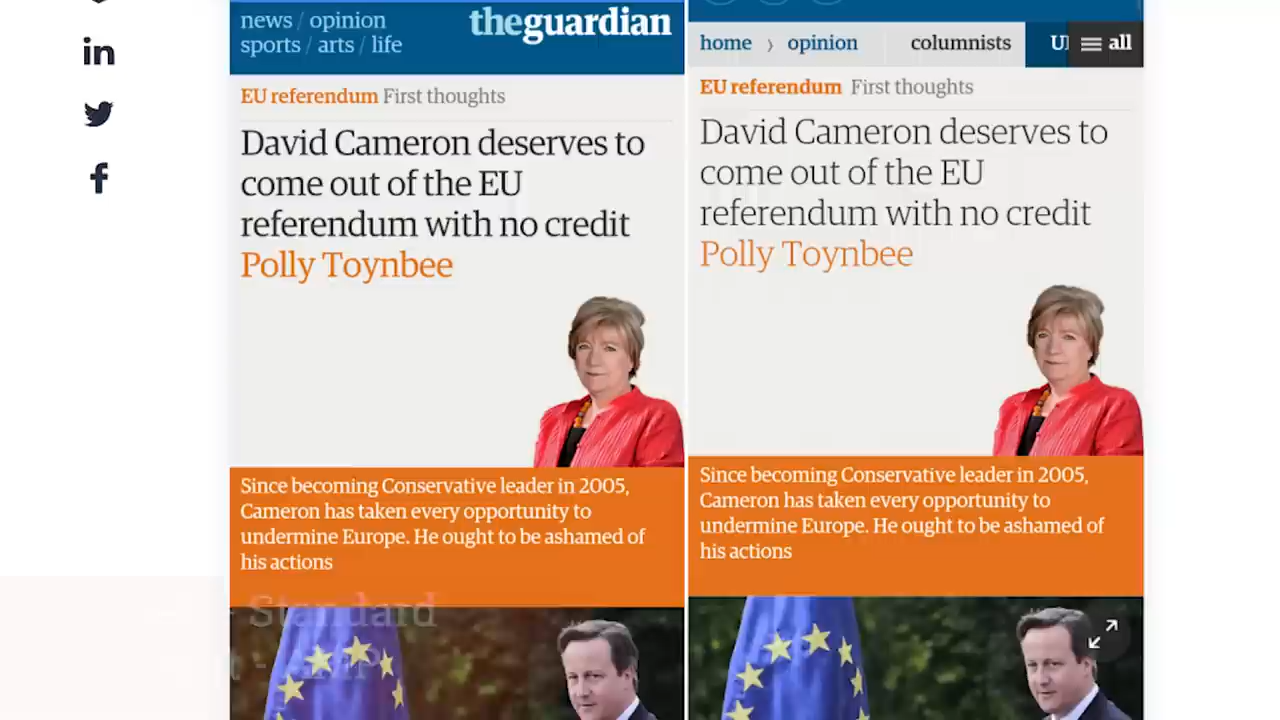 news / opinion
sports / arts / life
theguardian
EU referendum First thoughts
David Cameron deserves to
come out of the EU
referendum with no credit
Polly Toynbee
Since becoming Conservative leader in 2005,
Cameron has taken every opportunity to
undermine Europe. He ought to be ashamed of
his actions
Standard
home › opinion columnists
all
EU referendum First thoughts
David Cameron deserves to
come out of the EU
referendum with no credit
Polly Toynbee
Since becoming Conservative leader in 2005,
Cameron has taken every opportunity to
undermine Europe. He ought to be ashamed of
his actions